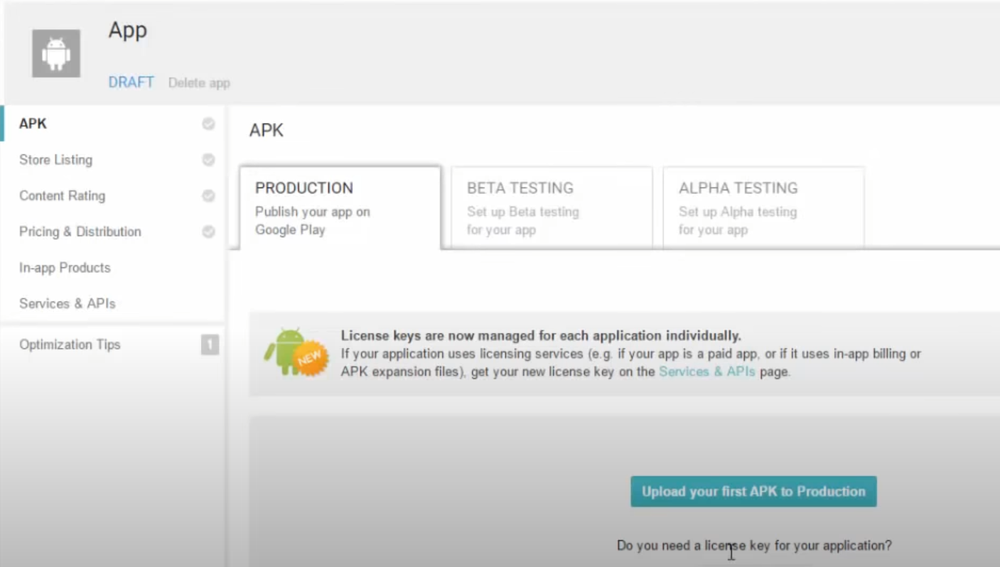 App
DRAFT Delete app
APK
Store Listing
Content Rating
Pricing & Distribution
In-app Products
Services & APIs
Optimization Tips 1
APK
PRODUCTION
Publish your app on
Google Play
BETA TESTING
Set up Beta testing
for your app
ALPHA TESTING
Set up Alpha testing
for your app
NEW
License keys are now managed for each application individually.
If your application uses licensing services (e.g. if your app is a paid app, or if it uses in-app billing or
APK expansion files), get your new license key on the Services & APIs page.
Upload your first APK to Production
Do you need a license key for your application?